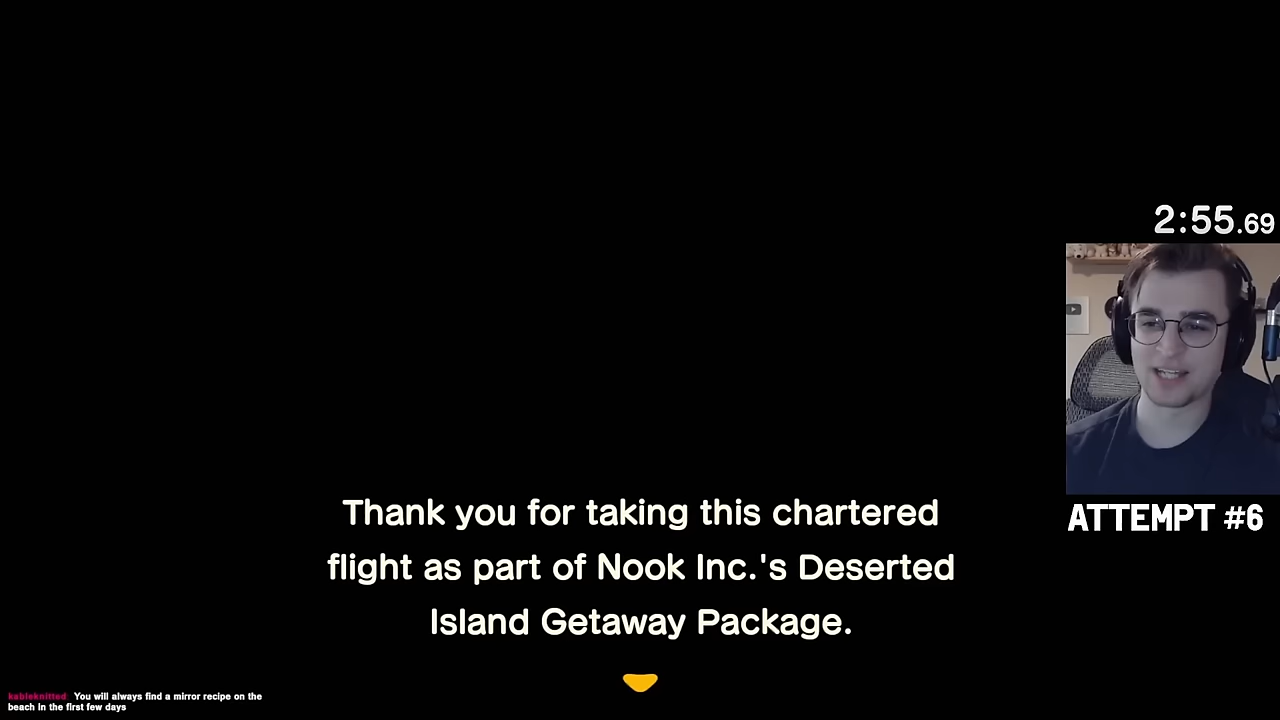 2:55.69
ATTEMPT #6
Thank you for taking this chartered
flight as part of Nook Inc.'s Deserted
Island Getaway Package.
kableknitted You will always find a mirror recipe on the
beach in the first few days